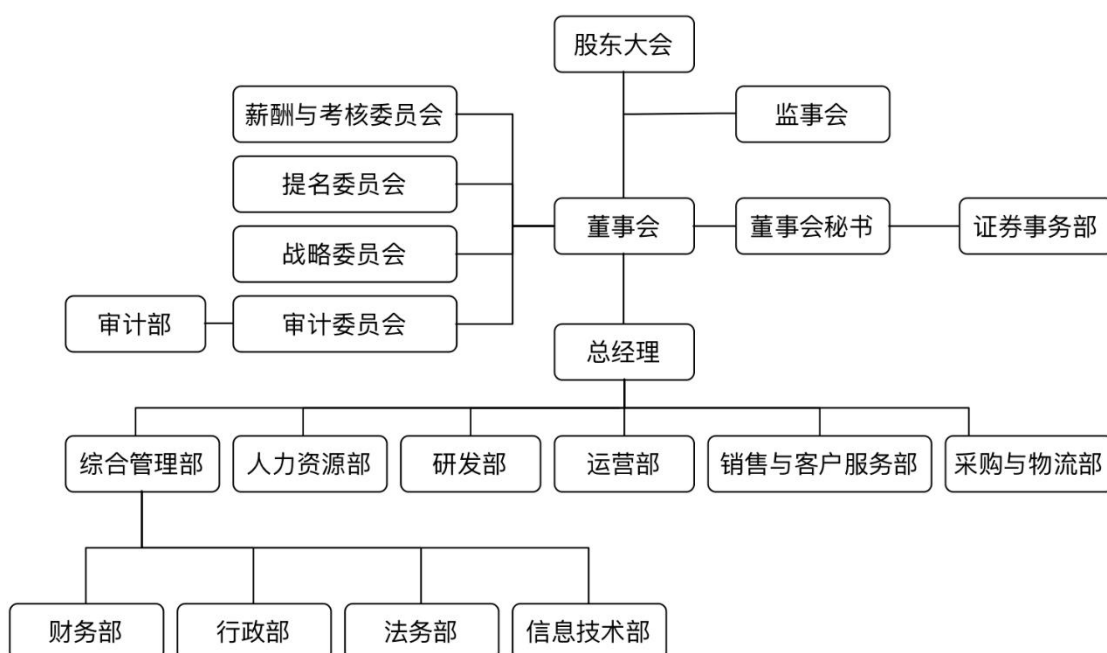 股东大会
薪酬与考核委员会
监事会
提名委员会
董事会
董事会秘书
证券事务部
战略委员会
审计部
审计委员会
总经理
综合管理部
人力资源部
研发部
运营部
销售与客户服务部
采购与物流部
财务部
行政部
法务部
信息技术部